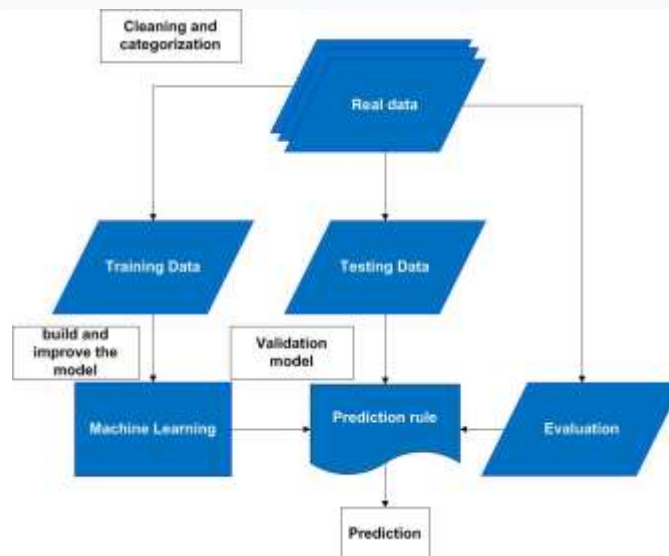 Cleaning and
categorization
Real data
Training Data
Testing Data
build and
improve the
model
Validation
model
Machine Learning
Prediction rule
Evaluation
Prediction